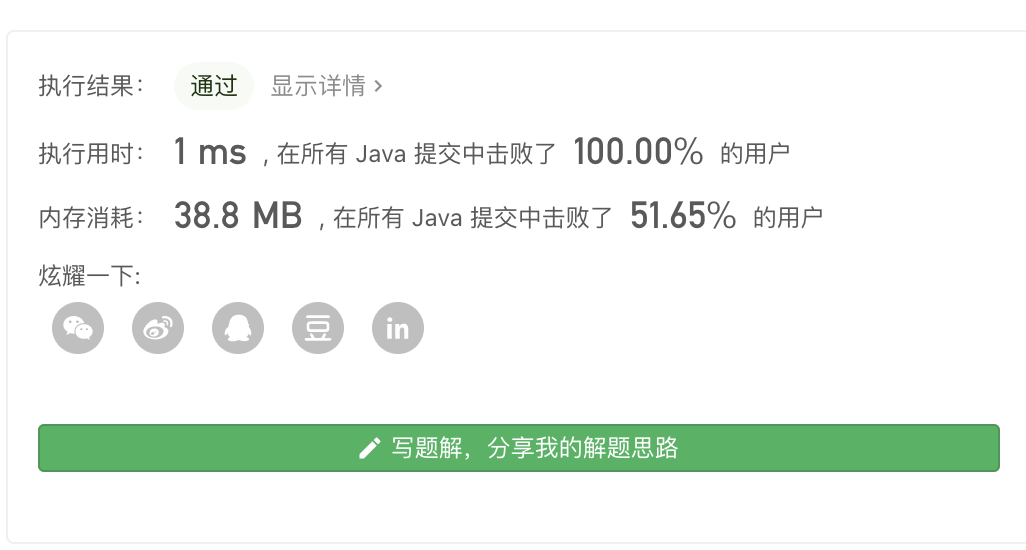 执行结果： 通过 显示详情 ›
执行用时： 1 ms , 在所有 Java 提交中击败了 100.00% 的用户
内存消耗： 38.8 MB , 在所有 Java 提交中击败了 51.65% 的用户
炫耀一下:
豆 in
写题解，分享我的解题思路